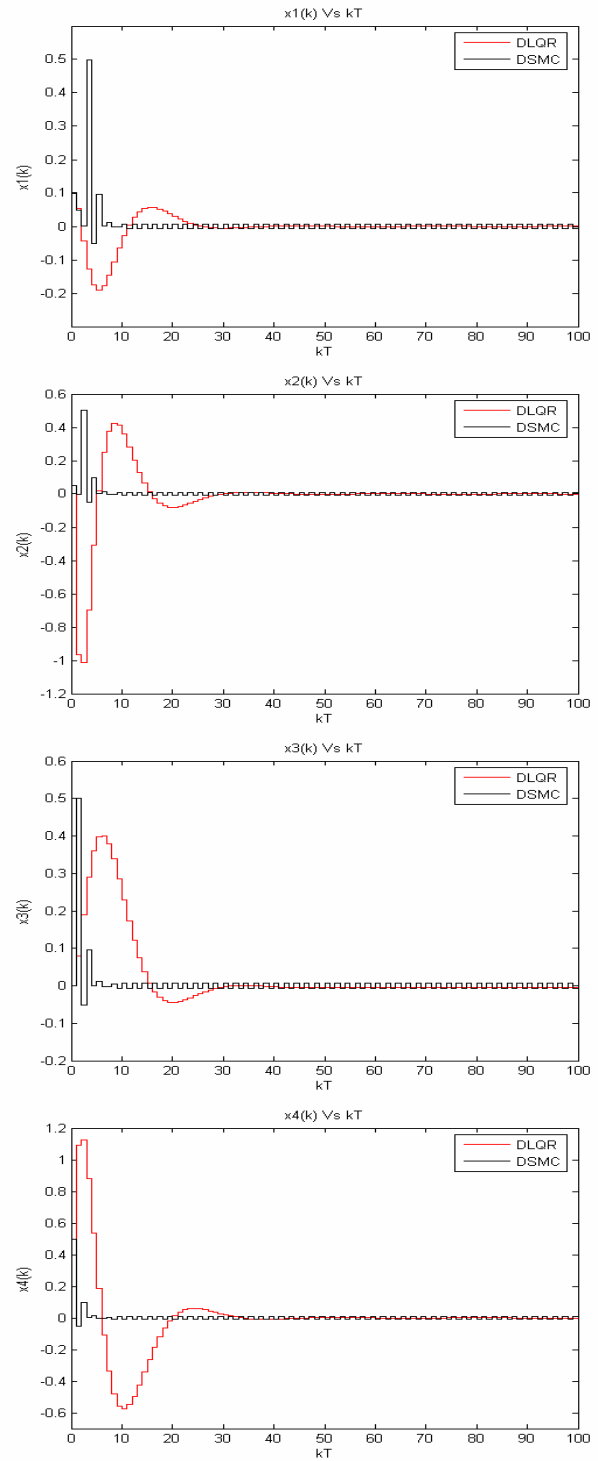 x1(k) Vs kT
DLQR
DSMC
0.5
0.4
0.3
0.2
0.1
0
-0.1
-0.2
x1(k)
0 10 20 30 40 50 60 70 80 90 100
kT
x2(k) Vs kT
DLQR
DSMC
0.6
0.4
0.2
0
-0.2
-0.4
-0.6
-0.8
-1
-1.2
x2(k)
0 10 20 30 40 50 60 70 80 90 100
kT
x3(k) Vs kT
DLQR
DSMC
0.6
0.5
0.4
0.3
0.2
0.1
0
-0.1
-0.2
x3(k)
0 10 20 30 40 50 60 70 80 90 100
kT
x4(k) Vs kT
DLQR
DSMC
1.2
1
0.8
0.6
0.4
0.2
0
-0.2
-0.4
-0.6
x4(k)
0 10 20 30 40 50 60 70 80 90 100
kT